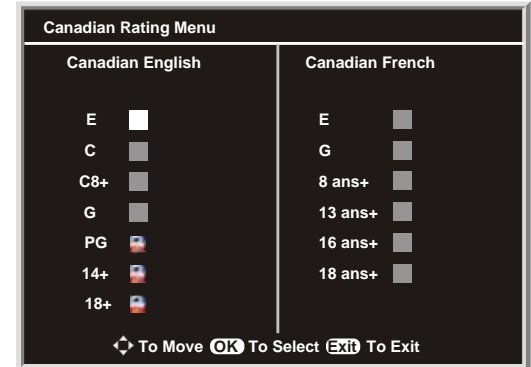 Canadian Rating Menu
Canadian English
E
C
C8+
G
PG
14+
18+
Canadian French
E
G
8 ans+
13 ans+
16 ans+
18 ans+
To Move OK To Select Exit To Exit